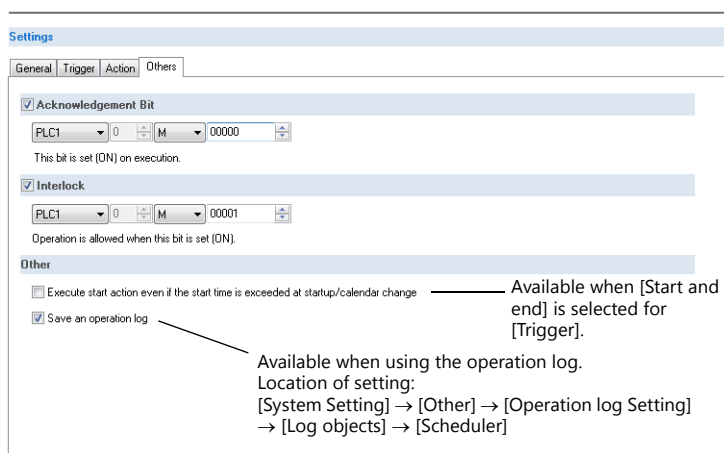 Settings
General Trigger Action Others
Acknowledgement Bit
PLC1 0 M 00000
This bit is set (ON) on execution.
Interlock
PLC1 0 M 00001
Operation is allowed when this bit is set (ON).
Other
Execute start action even if the start time is exceeded at startup/calendar change
Available when [Start and
end] is selected for
[Trigger].
Save an operation log
Available when using the operation log.
Location of setting:
[System Setting] → [Other] → [Operation log Setting]
→ [Log objects] → [Scheduler]